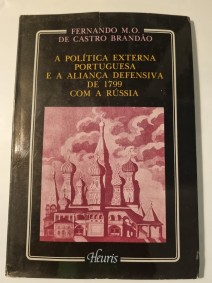 FERNANDO M. O.
DE CASTRO BRANDÃO
A POLÍTICA EXTERNA
PORTUGUESA
E A ALIANÇA DEFENSIVA
DE 1799
COM A RÚSSIA
Heuris